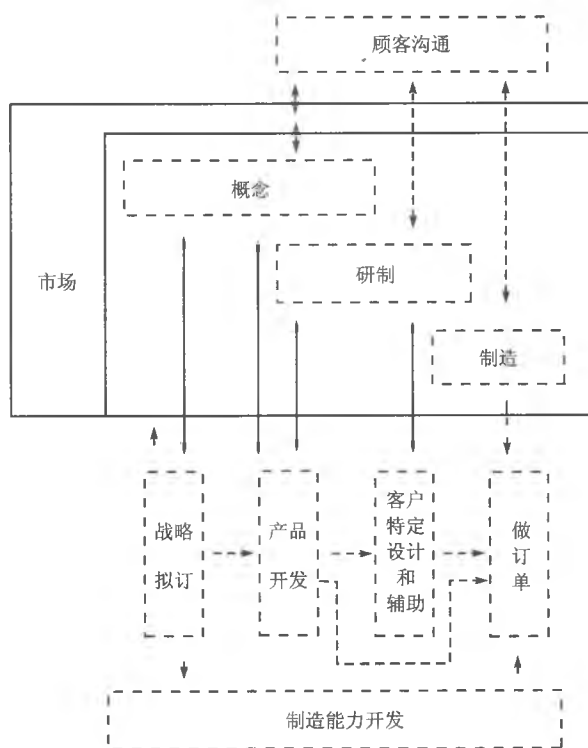 顾客沟通
概念
研制
市场
制造
战略
拟订
产品
开发
客户
特定
设计
和
辅助
做
订
单
制造能力开发